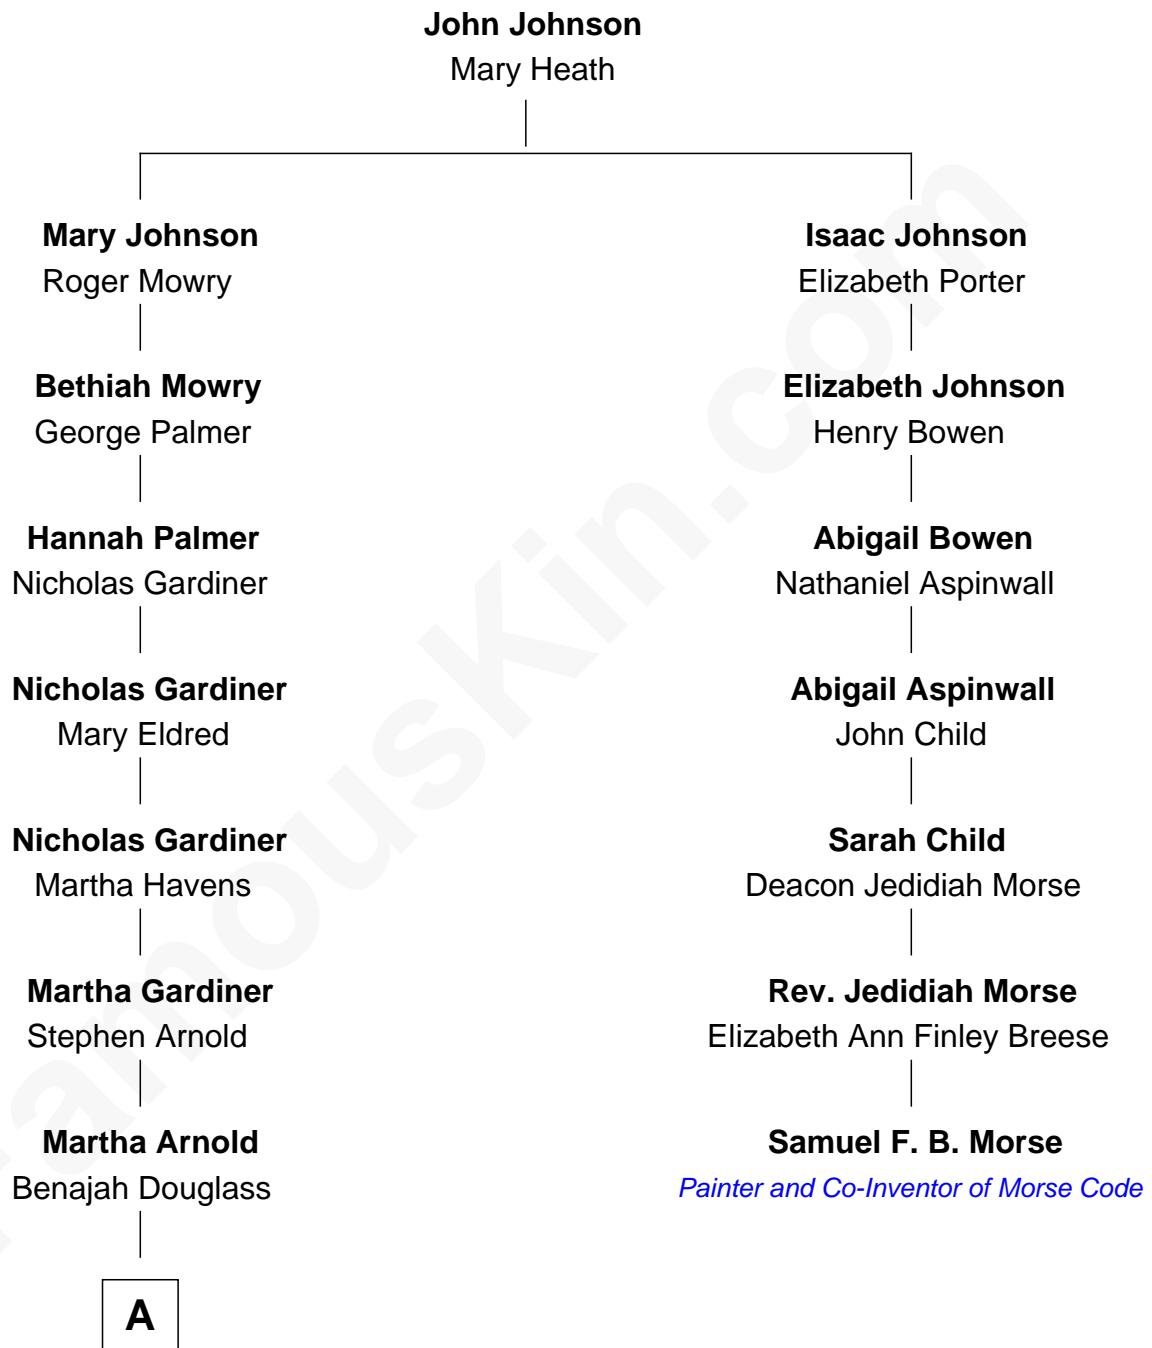 John Johnson
Mary Heath
Mary Johnson
Roger Mowry
Isaac Johnson
Elizabeth Porter
Bethiah Mowry
George Palmer
Elizabeth Johnson
Henry Bowen
Hannah Palmer
Nicholas Gardiner
Abigail Bowen
Nathaniel Aspinwall
Nicholas Gardiner
Mary Eldred
Abigail Aspinwall
John Child
Nicholas Gardiner
Martha Havens
Sarah Child
Deacon Jedidiah Morse
Martha Gardiner
Stephen Arnold
Rev. Jedidiah Morse
Elizabeth Ann Finley Breese
Martha Arnold
Benajah Douglass
Samuel F. B. Morse
Painter and Co-Inventor of Morse Code
A
FamousKin.com